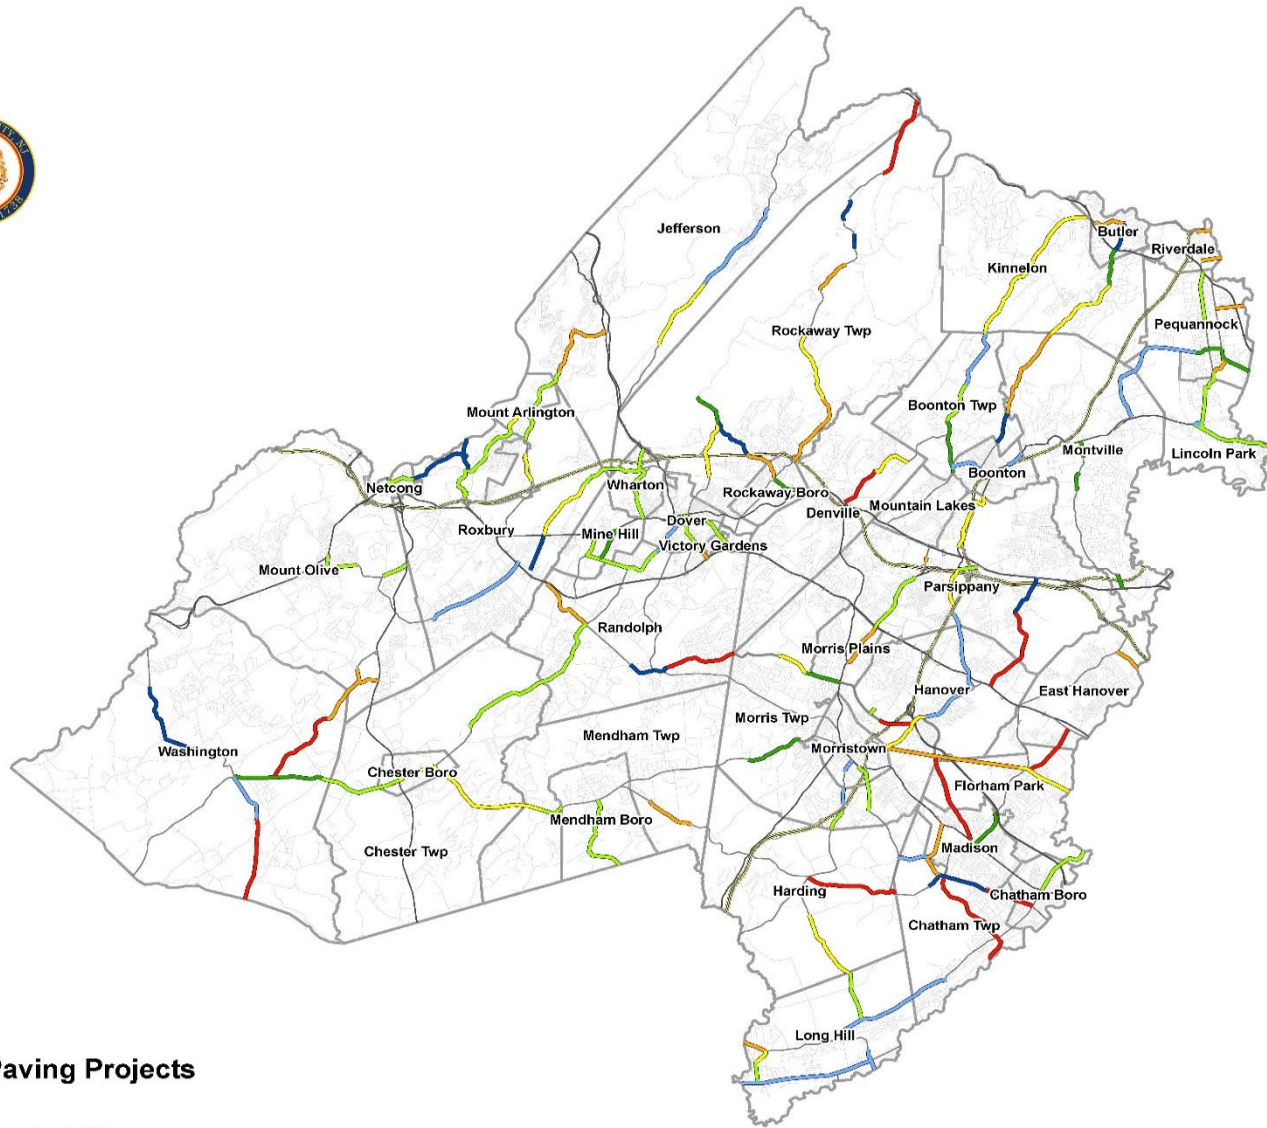 TY, NJ
1738
Jefferson
Butler
Riverdale
Kinnelon
Pequannock
Rockaway Twp
Boonton Twp
Mount Arlington
Montville
Lincoln Park
Boonton
Netcong
Wharton
Rockaway Boro
Mountain Lakes
Denville
Dover
Roxbury
Mine Hill
Victory Gardens
Mount Olive
Parsippany
Randolph
Morris Plains
Hanover
East Hanover
Morris Twp
Mendham Twp
Morristown
Washington
Chester Boro
Florham Park
Mendham Boro
Madison
Chester Twp
Harding
Chatham Boro
Chatham Twp
Long Hill
Paving Projects